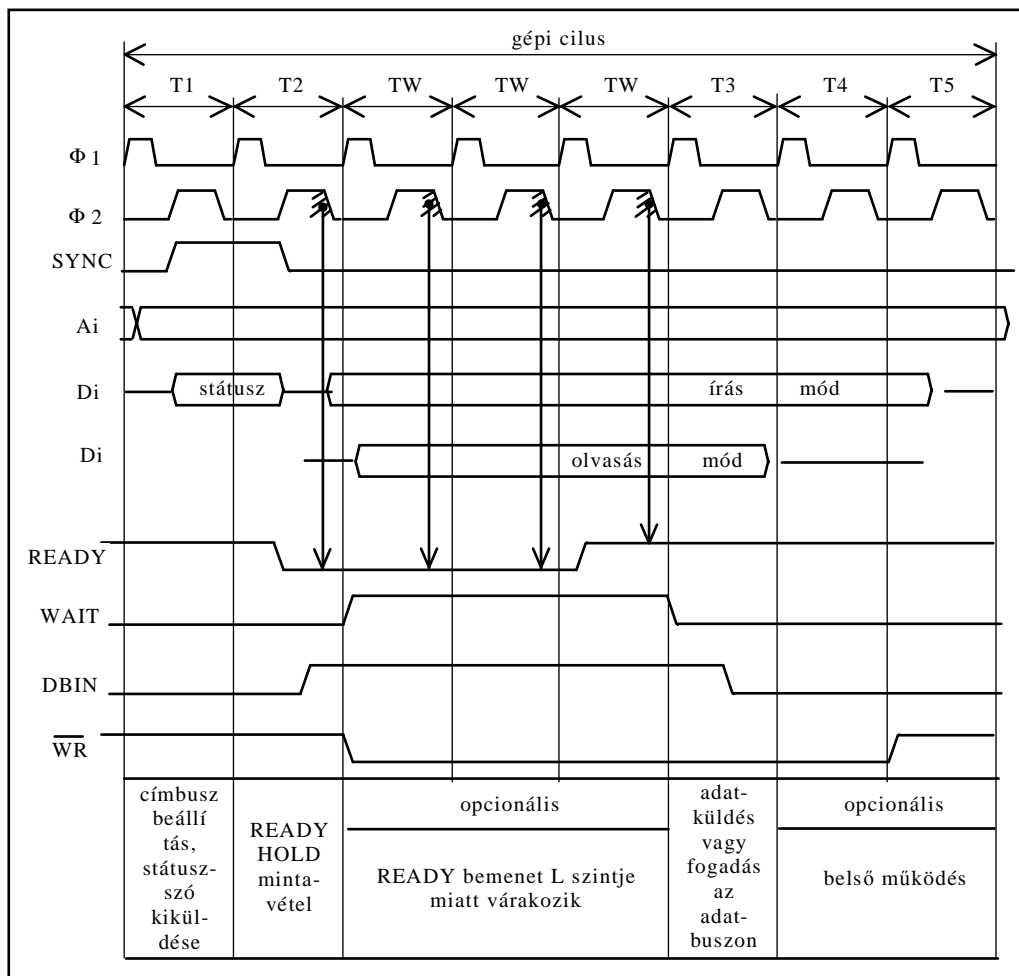 gépi cilus
T1 T2 TW TW TW T3 T4 T5
Φ 1
Φ 2
SYNC
Ai
Di státusz írás mód
Di olvasás mód
READY
WAIT
DBIN
WR
címbusz
beállí
tás,
státusz-
szó
kikül-
dése
READY
HOLD
minta-
vétel
opcionális
READY bemenet L szintje
miatt várakozik
adat-
küldés
vagy
fogadás
az
adat-
buszon
opcionális
belső működés